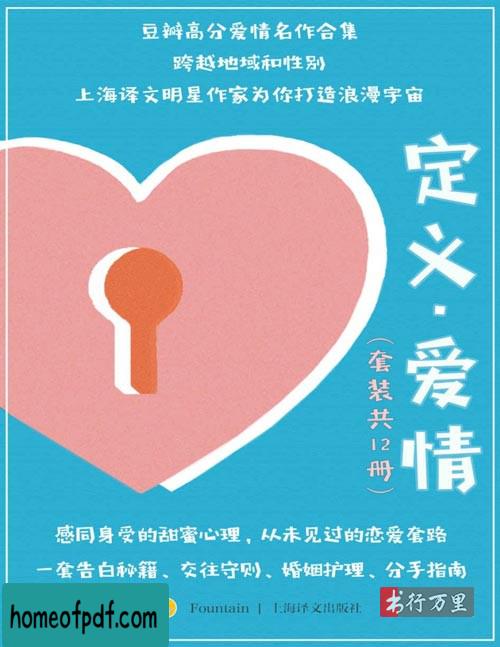 豆瓣高分爱情名作合集
跨越地域和性别
上海译文明星作家为你打造浪漫宇宙
定义·爱情
（套装共12册）
感同身受的甜蜜心理，从未见过的恋爱套路
一套告白秘籍、交往守则、婚姻护理、分手指南
homeofpdf.com
Fountain | 上海译文出版社
书行万里